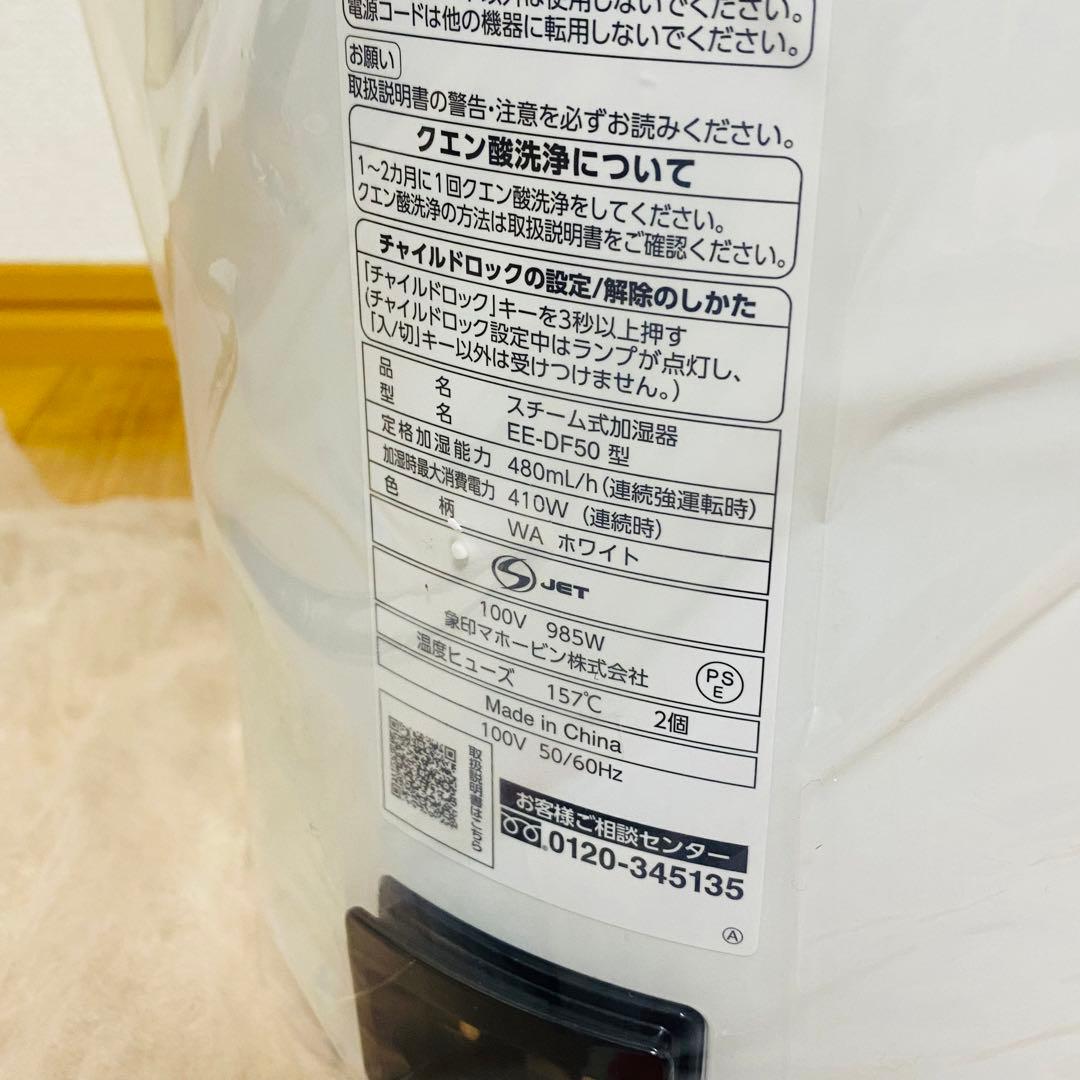 使用しないでください。
電源コードは他の機器に転用しないでください。
お願い
取扱説明書の警告・注意を必ずお読みください。
クエン酸洗浄について
1~2カ月に1回クエン酸洗浄をしてください。
クエン酸洗浄の方法は取扱説明書をご確認ください。
チャイルドロックの設定/解除のしかた
「チャイルドロック」キーを3秒以上押す
(チャイルドロック設定中はランプが点灯し、
「入/切」キー以外は受けつけません。)
品名 スチーム式加湿器
型名 EE-DF50 型
定格加湿能力 480mL/h(連続強運転時)
加湿時最大消費電力 410W (連続時)
色柄 WA ホワイト
S JET
100V 985W
象印マホービン株式会社
PS
E
温度ヒューズ 157℃ 2個
Made in China
100V 50/60Hz
取扱説明書はこちら
お客様ご相談センター
0120-345135
A